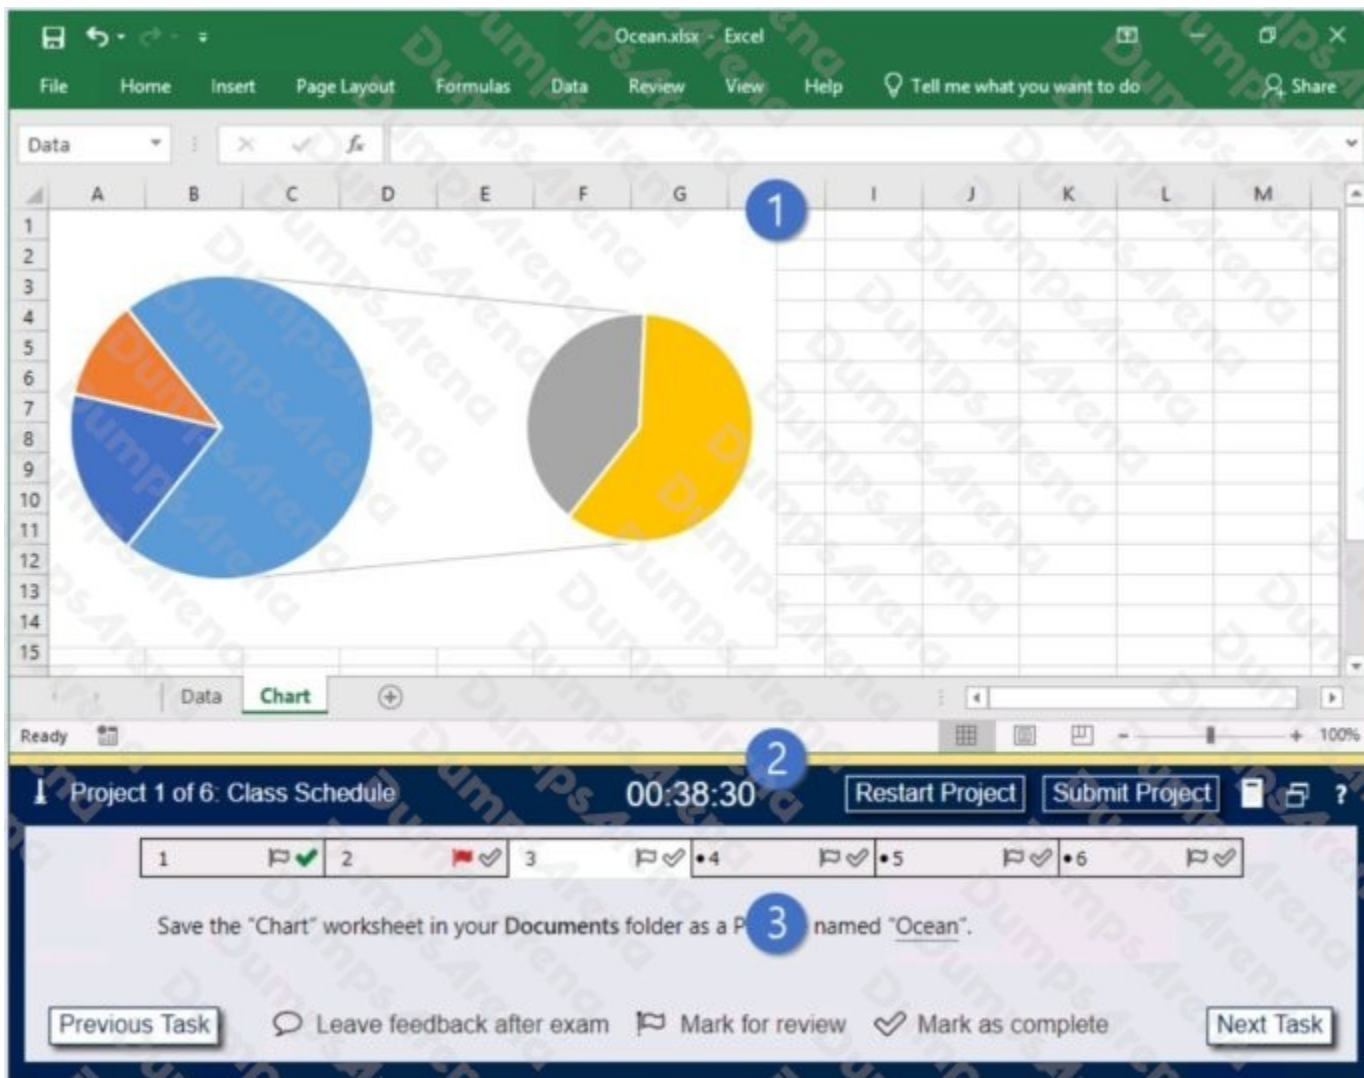 Ocean.xlsx - Excel
File Home Insert Page Layout Formulas Data Review View Help Tell me what you want to do Share
Data fx
A B C D E F G 1 I J K L M
1
2
3
4
5
6
7
8
9
10
11
12
13
14
15
Data Chart
Ready 100%
2
Project 1 of 6: Class Schedule 00:38:30 Restart Project Submit Project ?
1 2 3 •4 •5 •6
Save the "Chart" worksheet in your Documents folder as a P 3 named "Ocean".
Previous Task Leave feedback after exam Mark for review Mark as complete Next Task
DumpsArena